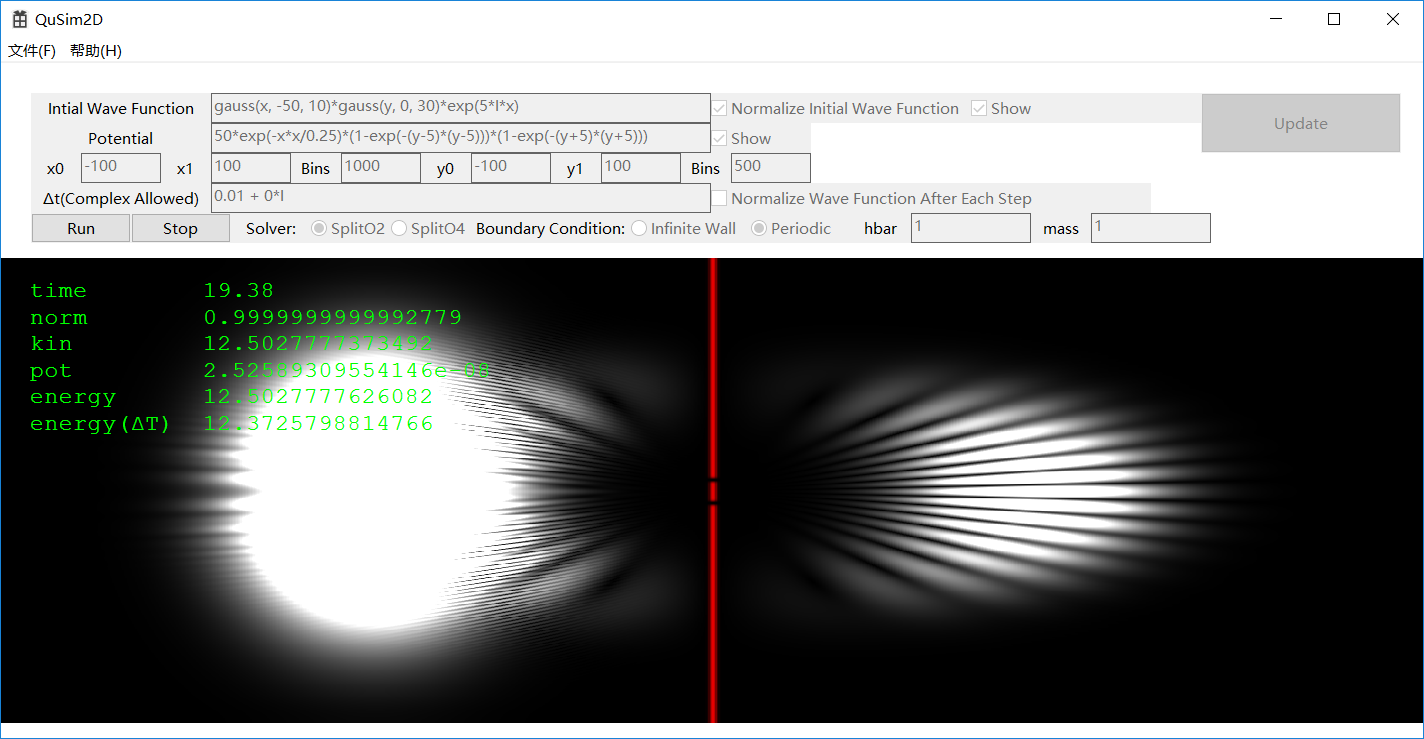 QuSim2D
文件(F) 帮助(H)
Intial Wave Function gauss(x, -50, 10)*gauss(y, 0, 30)*exp(5*I*x) Normalize Initial Wave Function Show Update
Potential 50*exp(-x*x/0.25)*(1-exp(-(y-5)*(y-5)))*(1-exp(-(y+5)*(y+5))) Show
x0 -100 x1 100 Bins 1000 y0 -100 y1 100 Bins 500
Δt(Complex Allowed) 0.01 + 0*I Normalize Wave Function After Each Step
Run Stop Solver: SplitO2 SplitO4 Boundary Condition: Infinite Wall Periodic hbar 1 mass 1
time 19.38
norm 0.99999999999992779
kin 12.5027777373492
pot 2.52589309554146e-08
energy 12.5027777626082
energy(ΔT) 12.3725798814766